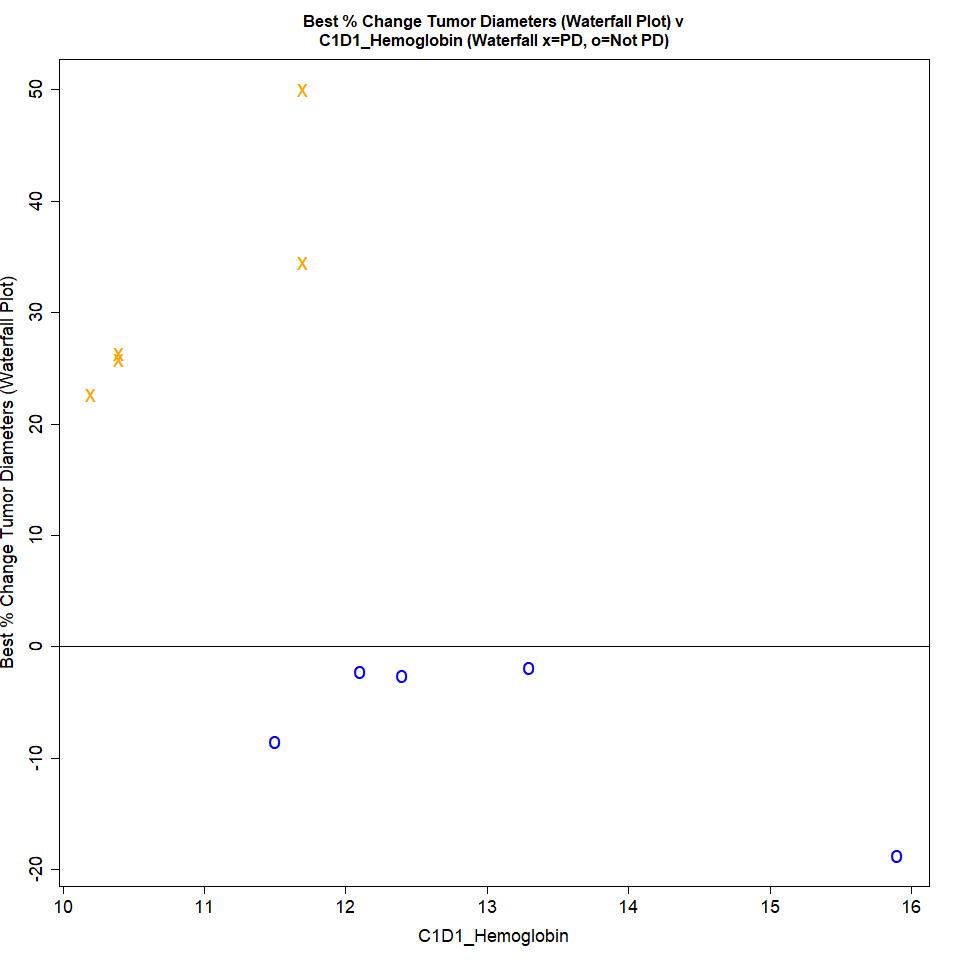 Best % Change Tumor Diameters (Waterfall Plot) v
C1D1_Hemoglobin (Waterfall x=PD, o=Not PD)
Best % Change Tumor Diameters (Waterfall Plot)
50
40
30
20
10
0
-10
-20
x
x
x
x
x
o
o
o
o
o
10 11 12 13 14 15 16
C1D1_Hemoglobin